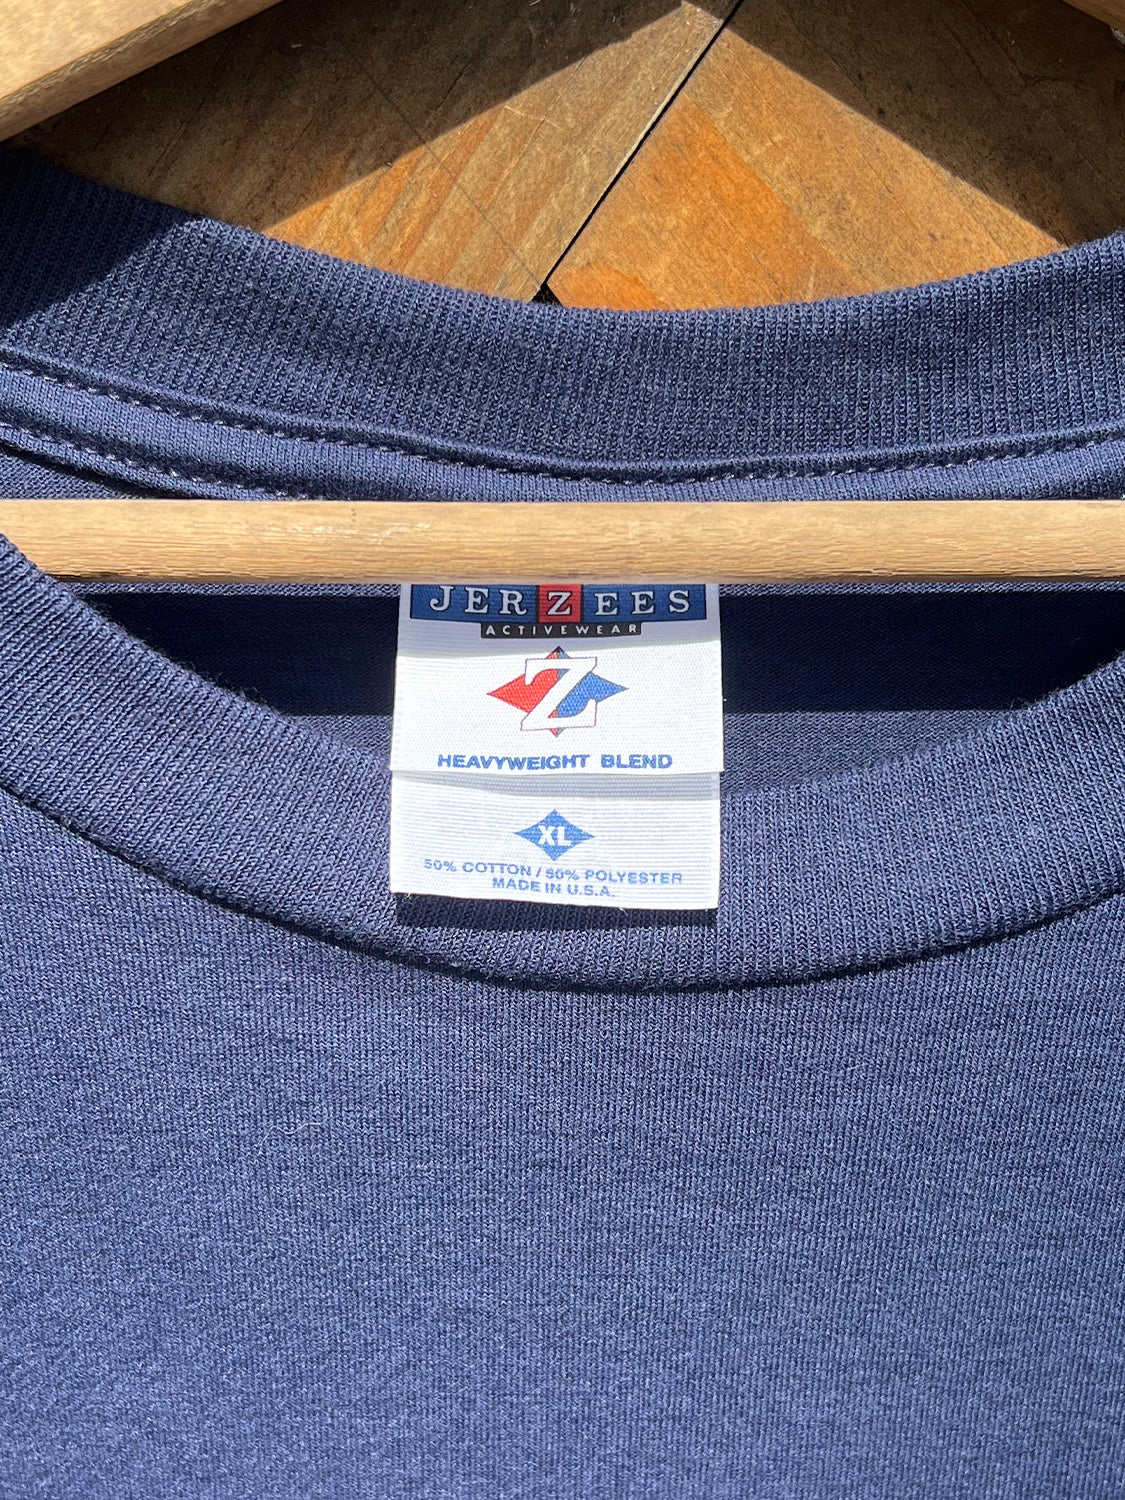 JERZEES
ACTIVEWEAR
Z
HEAVYWEIGHT BLEND
XL
50% COTTON / 50% POLYESTER
MADE IN U.S.A.